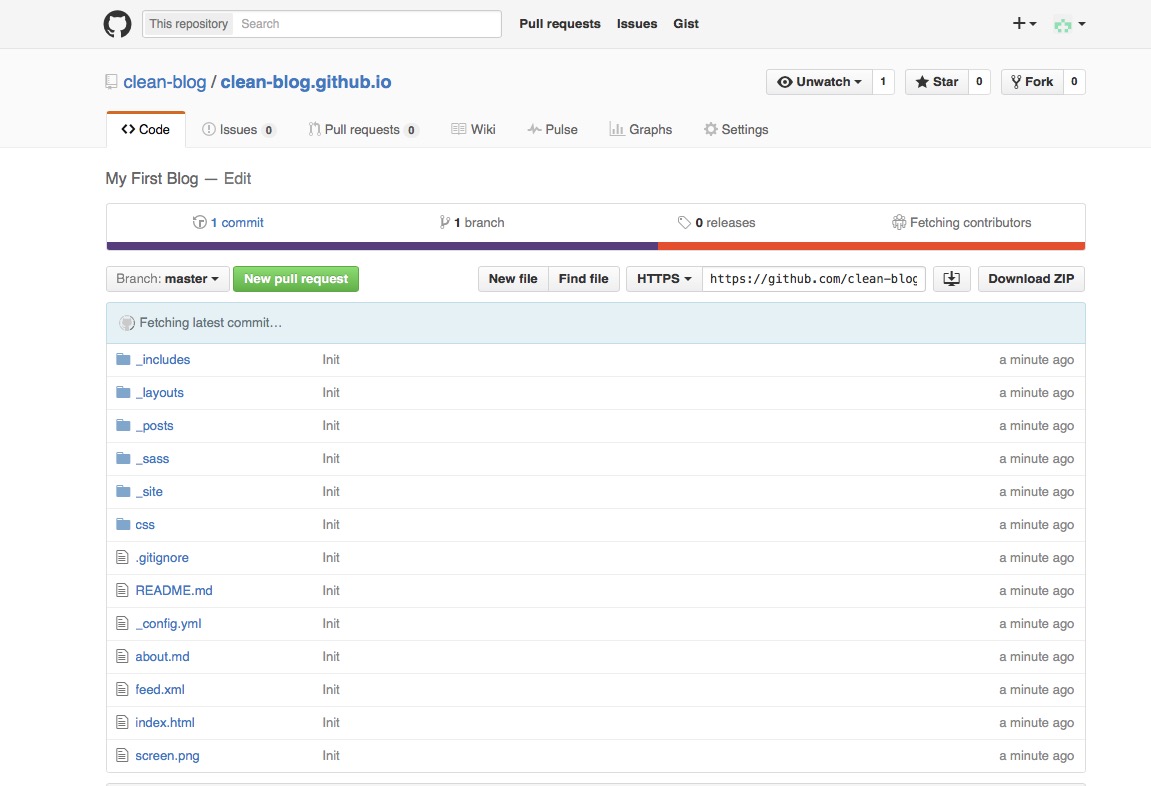 This repository Search Pull requests Issues Gist
clean-blog / clean-blog.github.io Unwatch 1 Star 0 Fork 0
Code Issues 0 Pull requests 0 Wiki Pulse Graphs Settings
My First Blog — Edit
1 commit 1 branch 0 releases Fetching contributors
Branch: master New pull request New file Find file HTTPS https://github.com/clean-blog Download ZIP
Fetching latest commit…
_includes Init a minute ago
_layouts Init a minute ago
_posts Init a minute ago
_sass Init a minute ago
_site Init a minute ago
css Init a minute ago
.gitignore Init a minute ago
README.md Init a minute ago
_config.yml Init a minute ago
about.md Init a minute ago
feed.xml Init a minute ago
index.html Init a minute ago
screen.png Init a minute ago